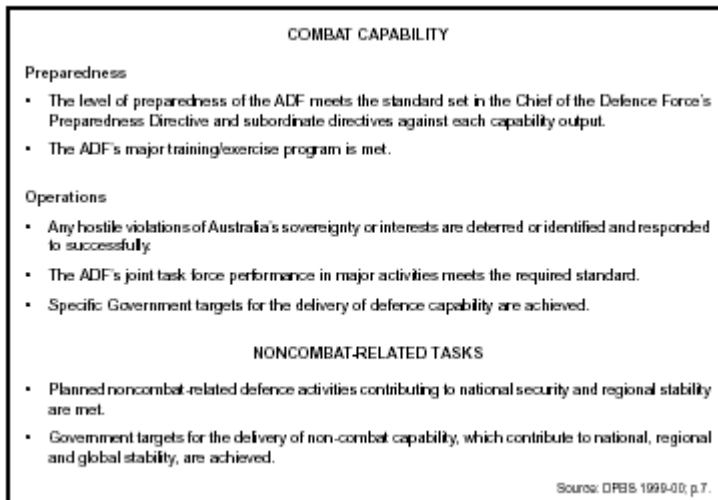 COMBAT CAPABILITY
Preparedness
• The level of preparedness of the ADF meets the standard set in the Chief of the Defence Force's
Preparedness Directive and subordinate directives against each capability output.
• The ADF's major training/exercise program is met.
Operations
• Any hostile violations of Australia's sovereignty or interests are deterred or identified and responded
to successfully.
• The ADF's joint task force performance in major activities meets the required standard.
• Specific Government targets for the delivery of defence capability are achieved.
NONCOMBAT-RELATED TASKS
• Planned noncombat-related defence activities contributing to national security and regional stability
are met.
• Government targets for the delivery of non-combat capability, which contribute to national, regional
and global stability, are achieved.
Source: DPBS 1999-00; p.7.